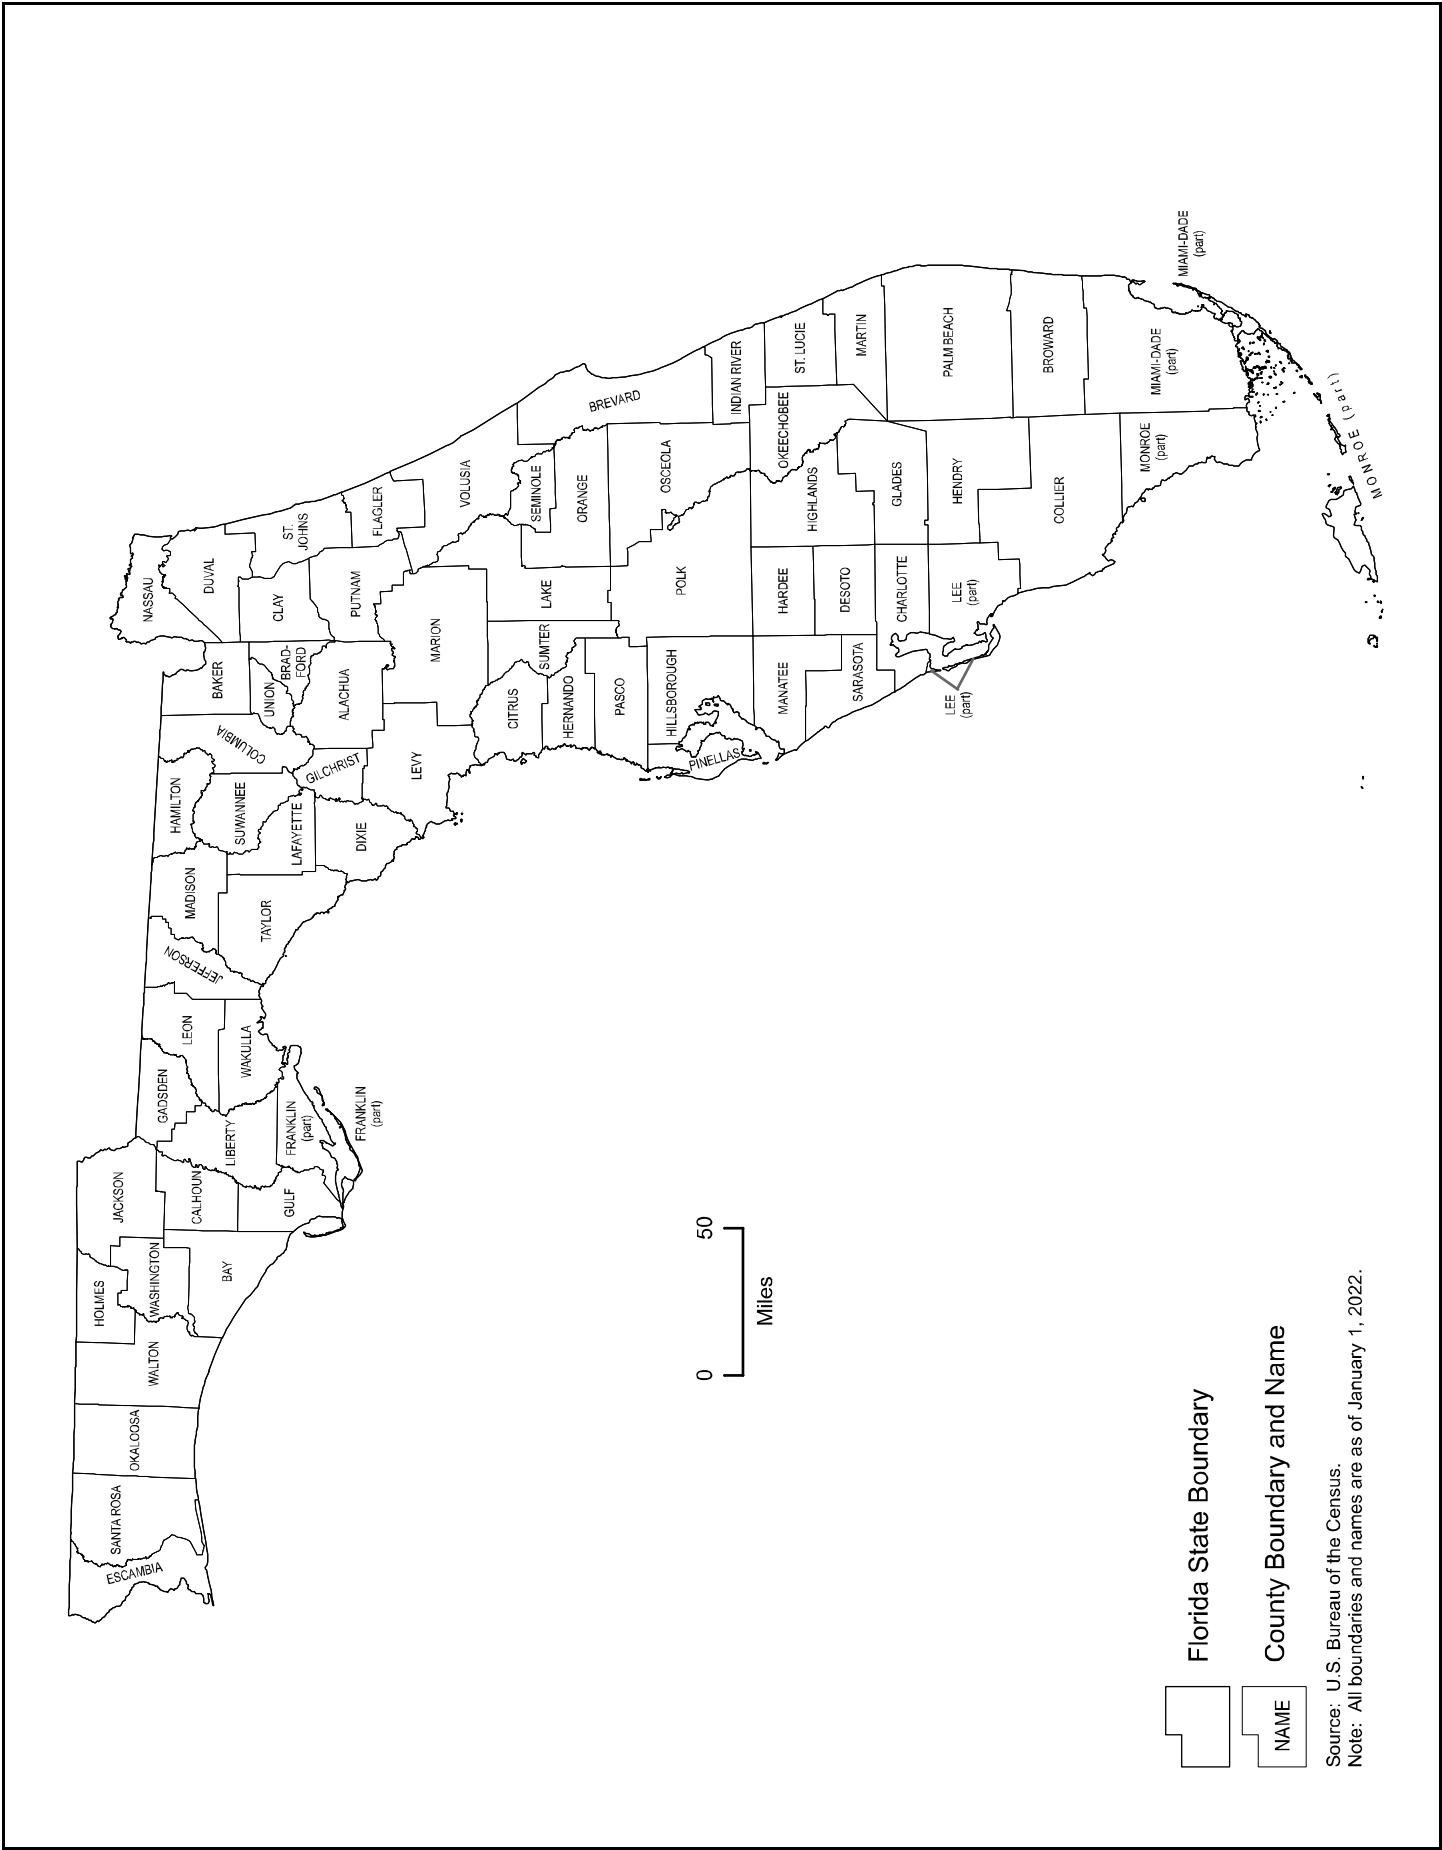 ESCAMBIA
SANTA ROSA
OKALOOSA
WALTON
HOLMES
WASHINGTON
BAY
JACKSON
CALHOUN
GULF
LIBERTY
GADSDEN
FRANKLIN
(part)
FRANKLIN
(part)
LEON
WAKULLA
JEFFERSON
MADISON
TAYLOR
HAMILTON
SUWANNEE
LAFAYETTE
DIXIE
COLUMBIA
GILCHRIST
LEVY
BAKER
UNION
BRAD-
FORD
ALACHUA
NASSAU
DUVAL
CLAY
ST.
JOHNS
PUTNAM
FLAGLER
MARION
VOLUSIA
CITRUS
SUMTER
LAKE
SEMINOLE
ORANGE
BREVARD
HERNANDO
PASCO
PINELLAS
HILLSBOROUGH
POLK
OSCEOLA
INDIAN RIVER
MANATEE
HARDEE
HIGHLANDS
OKEECHOBEE
ST. LUCIE
SARASOTA
DESOTO
MARTIN
CHARLOTTE
GLADES
LEE
(part)
LEE
(part)
HENDRY
PALM BEACH
COLLIER
BROWARD
MONROE
(part)
MIAMI-DADE
(part)
MIAMI-DADE
(part)
MONROE (part)
0 50
Miles
Florida State Boundary
NAME
County Boundary and Name
Source: U.S. Bureau of the Census.
Note: All boundaries and names are as of January 1, 2022.